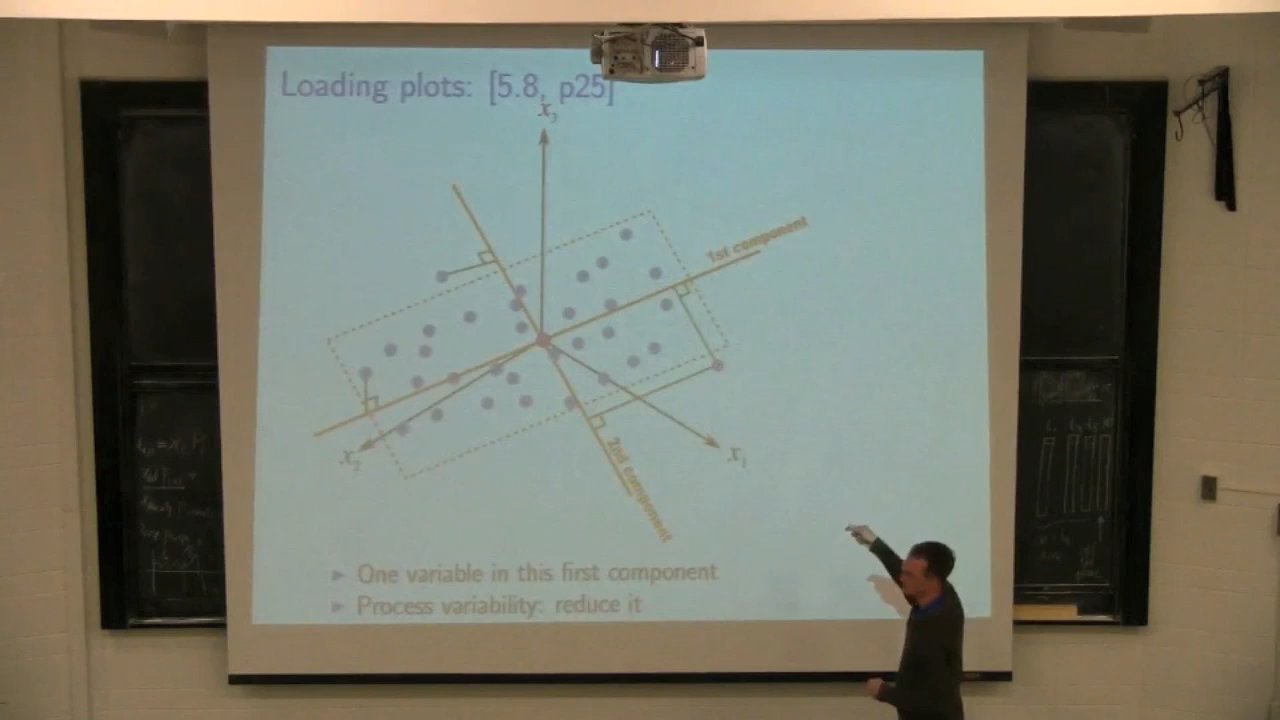 Loading plots: [5.8, p25]
x₃
1st component
x₂
x₁
2nd component
One variable in this first component
Process variability: reduce it